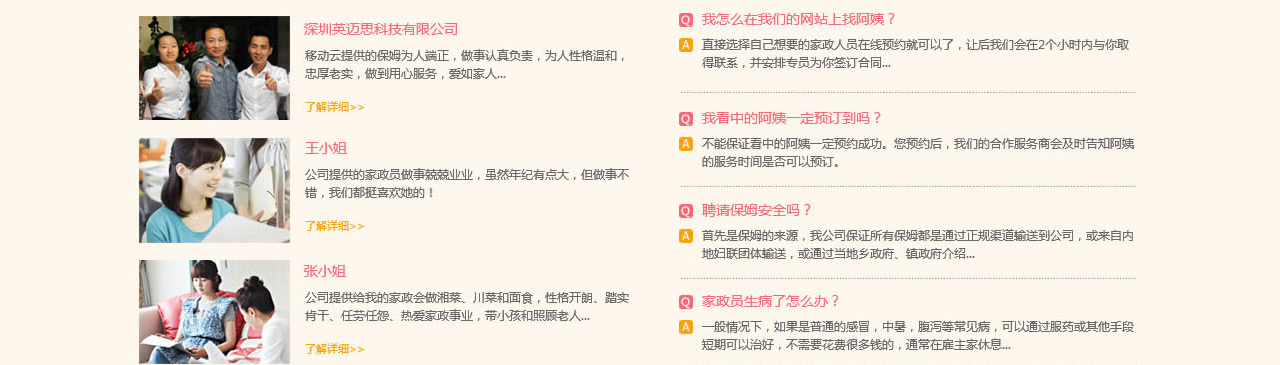 深圳英迈思科技有限公司
移动云提供的保姆为人端正，做事认真负责，为人性格温和，
忠厚老实，做到用心服务，爱如家人...
了解详细>>
王小姐
公司提供的家政员做事兢兢业业，虽然年纪有点大，但做事不
错，我们都挺喜欢她的！
了解详细>>
张小姐
公司提供给我的家政会做湘菜、川菜和面食，性格开朗、踏实
肯干、任劳任怨、热爱家政事业，带小孩和照顾老人...
了解详细>>
Q 我怎么在我们的网站上找阿姨？
A 直接选择自己想要的家政人员在线预约就可以了，让后我们会在2个小时内与你取
得联系，并安排专员为你签订合同...
Q 我看中的阿姨一定预订到吗？
A 不能保证看中的阿姨一定预约成功。您预约后，我们的合作服务商会及时告知阿姨
的服务时间是否可以预订。
Q 聘请保姆安全吗？
A 首先是保姆的来源，我公司保证所有保姆都是通过正规渠道输送到公司，或来自内
地妇联团体输送，或通过当地乡政府、镇政府介绍...
Q 家政员生病了怎么办？
A 一般情况下，如果是普通的感冒，中暑，腹泻等常见病，可以通过服药或其他手段
短期可以治好，不需要花费很多钱的，通常在雇主家休息...